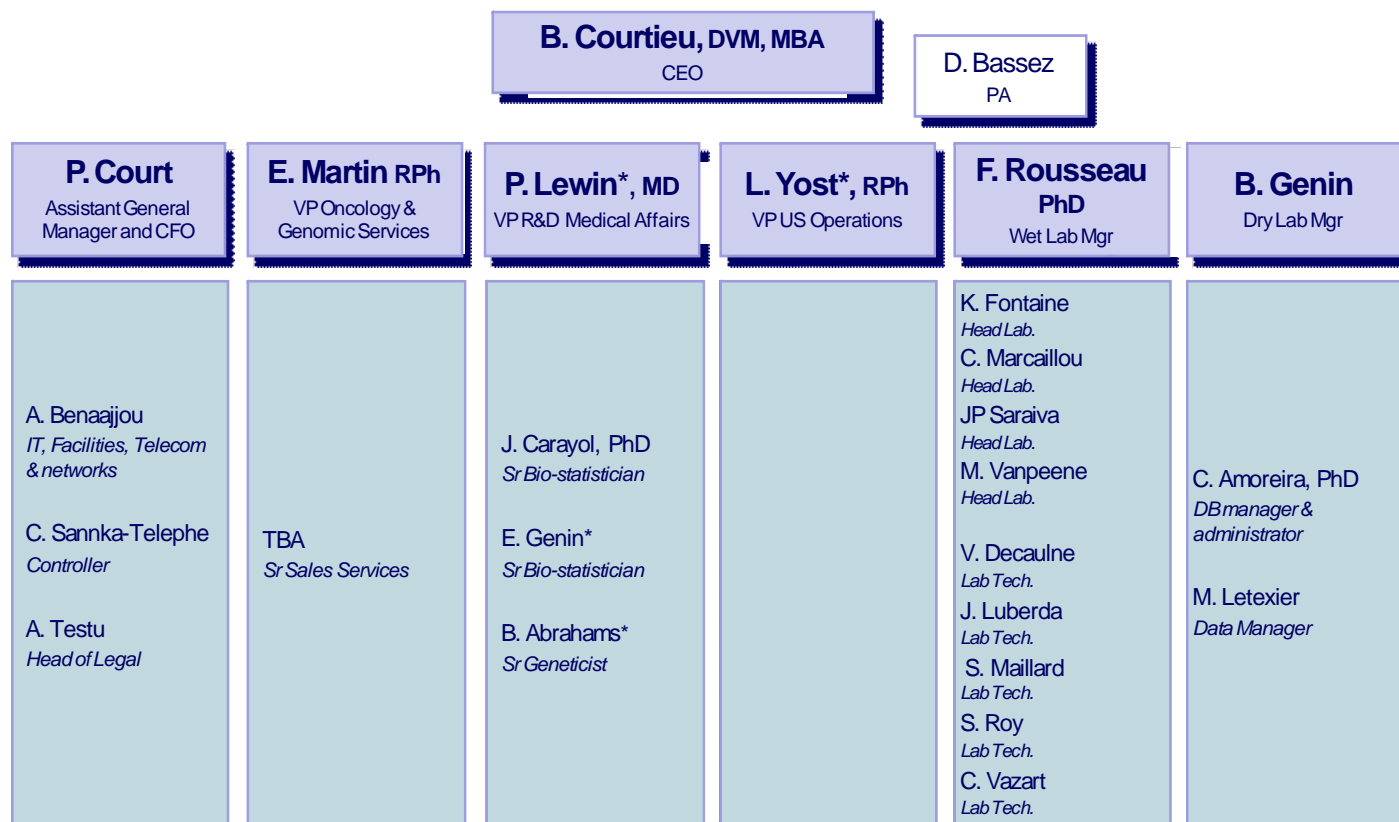 B. Courtieu, DVM, MBA
CEO
D. Bassez
PA
P. Court
Assistant General
Manager and CFO
E. Martin RPh
VP Oncology &
Genomic Services
P. Lewin*, MD
VP R&D Medical Affairs
L. Yost*, RPh
VP US Operations
F. Rousseau
PhD
Wet Lab Mgr
B. Genin
Dry Lab Mgr
A. Benaajjou
IT, Facilities, Telecom
& networks
C. Sannka-Telephe
Controller
A. Testu
Head of Legal
TBA
Sr Sales Services
J. Carayol, PhD
Sr Bio-statistician
E. Genin*
Sr Bio-statistician
B. Abrahams*
Sr Geneticist
K. Fontaine
Head Lab.
C. Marcaillou
Head Lab.
JP Saraiva
Head Lab.
M. Vanpeene
Head Lab.
V. Decaulne
Lab Tech.
J. Luberda
Lab Tech.
S. Maillard
Lab Tech.
S. Roy
Lab Tech.
C. Vazart
Lab Tech.
C. Amoreira, PhD
DB manager &
administrator
M. Letexier
Data Manager